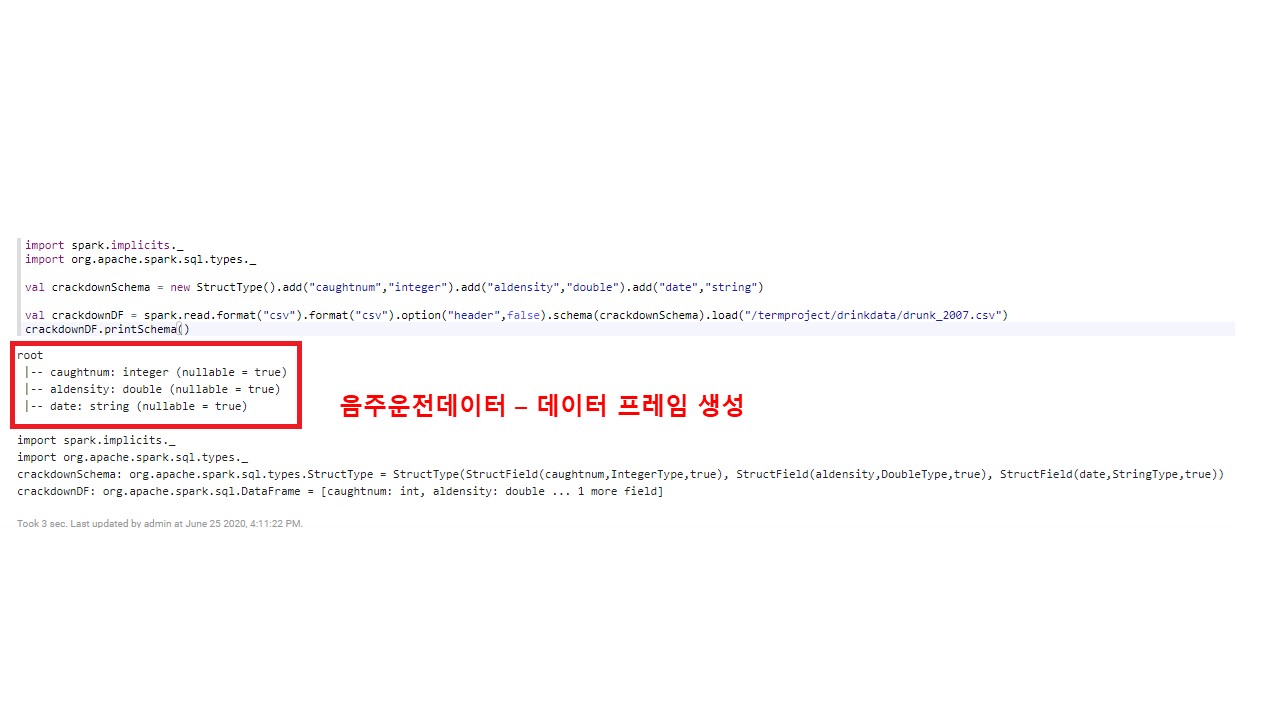 import spark.implicits._
import org.apache.spark.sql.types._
val crackdownSchema = new StructType().add("caughtnum","integer").add("aldensity","double").add("date","string")
val crackdownDF = spark.read.format("csv").format("csv").option("header",false).schema(crackdownSchema).load("/termproject/drinkdata/drunk_2007.csv")
crackdownDF.printSchema()
root
|-- caughtnum: integer (nullable = true)
|-- aldensity: double (nullable = true)
|-- date: string (nullable = true)
음주운전데이터 – 데이터 프레임 생성
import spark.implicits._
import org.apache.spark.sql.types._
crackdownSchema: org.apache.spark.sql.types.StructType = StructType(StructField(caughtnum,IntegerType,true), StructField(aldensity,DoubleType,true), StructField(date,StringType,true))
crackdownDF: org.apache.spark.sql.DataFrame = [caughtnum: int, aldensity: double ... 1 more field]
Took 3 sec. Last updated by admin at June 25 2020, 4:11:22 PM.